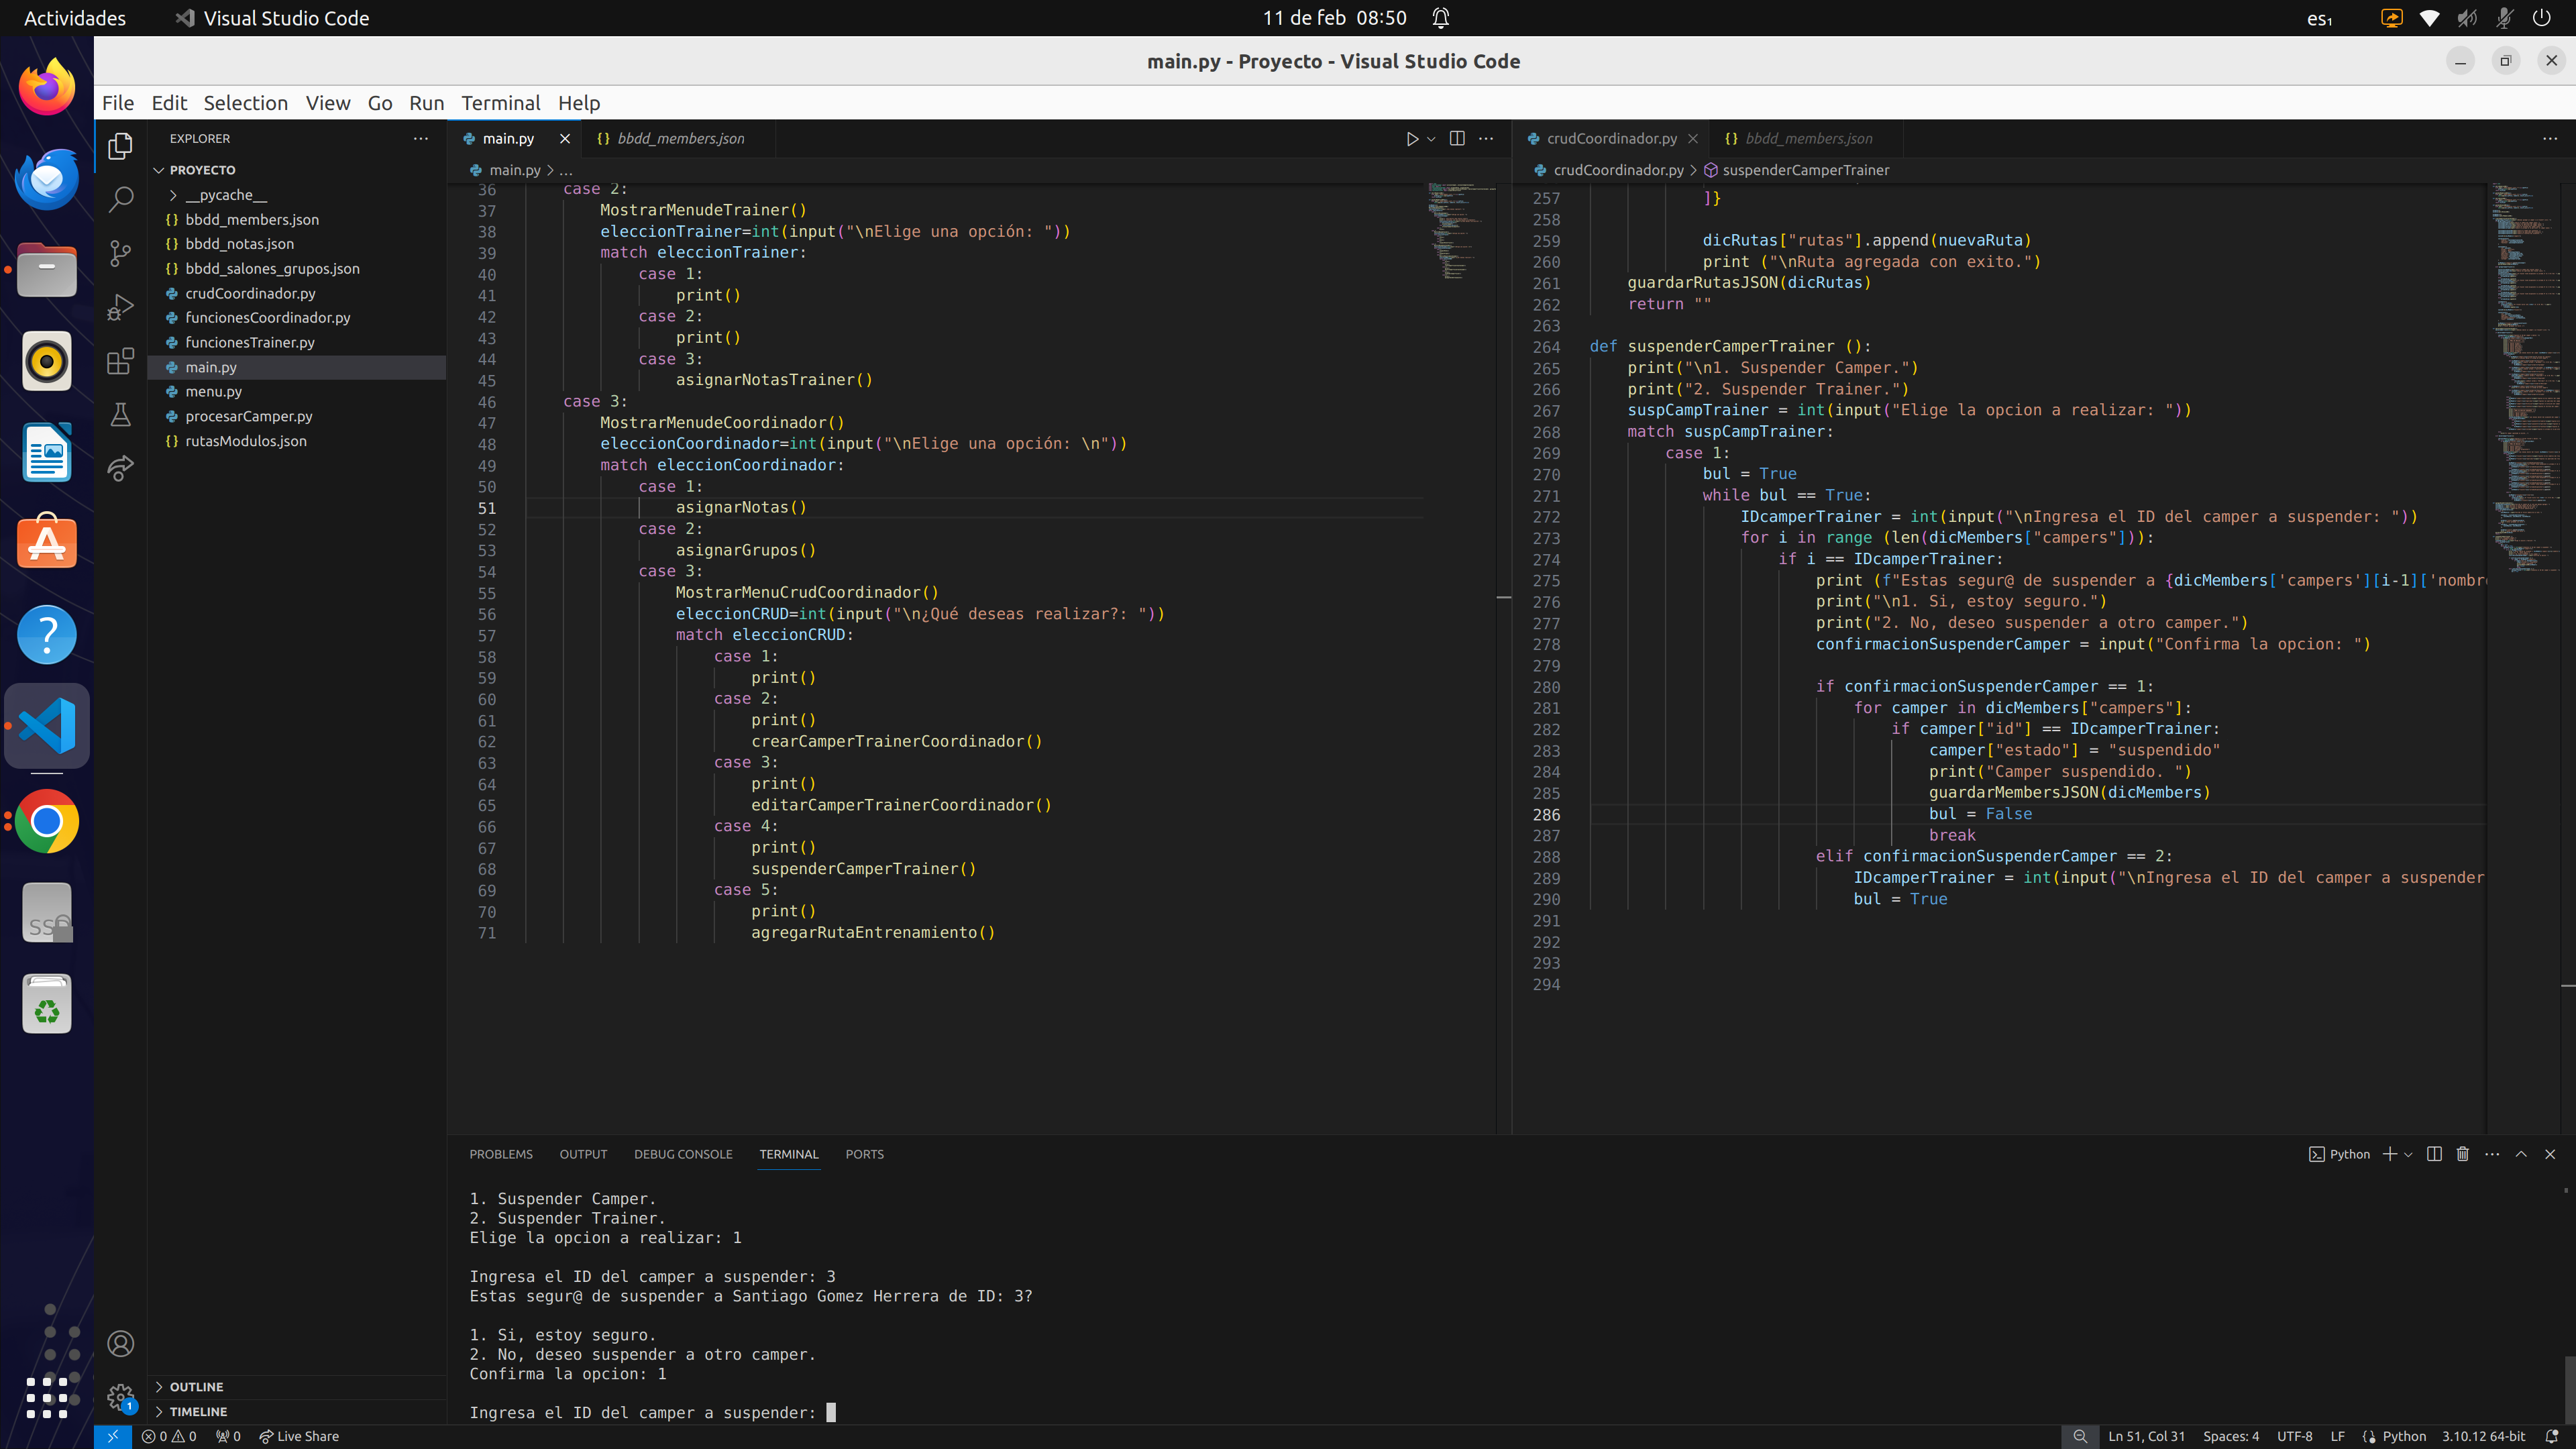 Actividades
Visual Studio Code
11 de feb 08:50
es₁
main.py - Proyecto - Visual Studio Code
File Edit Selection View Go Run Terminal Help
EXPLORER
PROYECTO
__pycache__
bbdd_members.json
bbdd_notas.json
bbdd_salones_grupos.json
crudCoordinador.py
funcionesCoordinador.py
funcionesTrainer.py
main.py
menu.py
procesarCamper.py
rutasModulos.json
OUTLINE
TIMELINE
main.py
bbdd_members.json
main.py > ...
36 case 2:
37 MostrarMenudeTrainer()
38 eleccionTrainer=int(input("\nElige una opción: "))
39 match eleccionTrainer:
40 case 1:
41 print()
42 case 2:
43 print()
44 case 3:
45 asignarNotasTrainer()
46 case 3:
47 MostrarMenudeCoordinador()
48 eleccionCoordinador=int(input("\nElige una opción: \n"))
49 match eleccionCoordinador:
50 case 1:
51 asignarNotas()
52 case 2:
53 asignarGrupos()
54 case 3:
55 MostrarMenuCrudCoordinador()
56 eleccionCRUD=int(input("\n¿Qué deseas realizar?: "))
57 match eleccionCRUD:
58 case 1:
59 print()
60 case 2:
61 print()
62 crearCamperTrainerCoordinador()
63 case 3:
64 print()
65 editarCamperTrainerCoordinador()
66 case 4:
67 print()
68 suspenderCamperTrainer()
69 case 5:
70 print()
71 agregarRutaEntrenamiento()
crudCoordinador.py
bbdd_members.json
crudCoordinador.py > suspenderCamperTrainer
257 ]}
258
259 dicRutas["rutas"].append(nuevaRuta)
260 print ("\nRuta agregada con exito.")
261 guardarRutasJSON(dicRutas)
262 return ""
263
264 def suspenderCamperTrainer ():
265 print("\n1. Suspender Camper.")
266 print("2. Suspender Trainer.")
267 suspCampTrainer = int(input("Elige la opcion a realizar: "))
268 match suspCampTrainer:
269 case 1:
270 bul = True
271 while bul == True:
272 IDcamperTrainer = int(input("\nIngresa el ID del camper a suspender: "))
273 for i in range (len(dicMembers["campers"])):
274 if i == IDcamperTrainer:
275 print (f"Estas segur@ de suspender a {dicMembers['campers'][i-1]['nombr
276 print("\n1. Si, estoy seguro.")
277 print("2. No, deseo suspender a otro camper.")
278 confirmacionSuspenderCamper = input("Confirma la opcion: ")
279
280 if confirmacionSuspenderCamper == 1:
281 for camper in dicMembers["campers"]:
282 if camper["id"] == IDcamperTrainer:
283 camper["estado"] = "suspendido"
284 print("Camper suspendido. ")
285 guardarMembersJSON(dicMembers)
286 bul = False
287 break
288 elif confirmacionSuspenderCamper == 2:
289 IDcamperTrainer = int(input("\nIngresa el ID del camper a suspender
290 bul = True
291
292
293
294
PROBLEMS OUTPUT DEBUG CONSOLE TERMINAL PORTS
Python
1. Suspender Camper.
2. Suspender Trainer.
Elige la opcion a realizar: 1
Ingresa el ID del camper a suspender: 3
Estas segur@ de suspender a Santiago Gomez Herrera de ID: 3?
1. Si, estoy seguro.
2. No, deseo suspender a otro camper.
Confirma la opcion: 1
Ingresa el ID del camper a suspender:
1
0 0 0 Live Share
Ln 51, Col 31 Spaces: 4 UTF-8 LF Python 3.10.12 64-bit